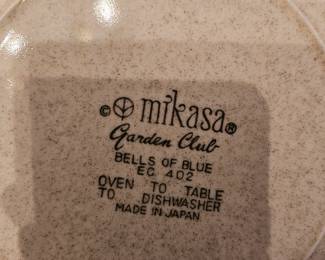 © mikasa®
Garden Club
BELLS OF BLUE
EC 402
OVEN TO TABLE
TO DISHWASHER
MADE IN JAPAN